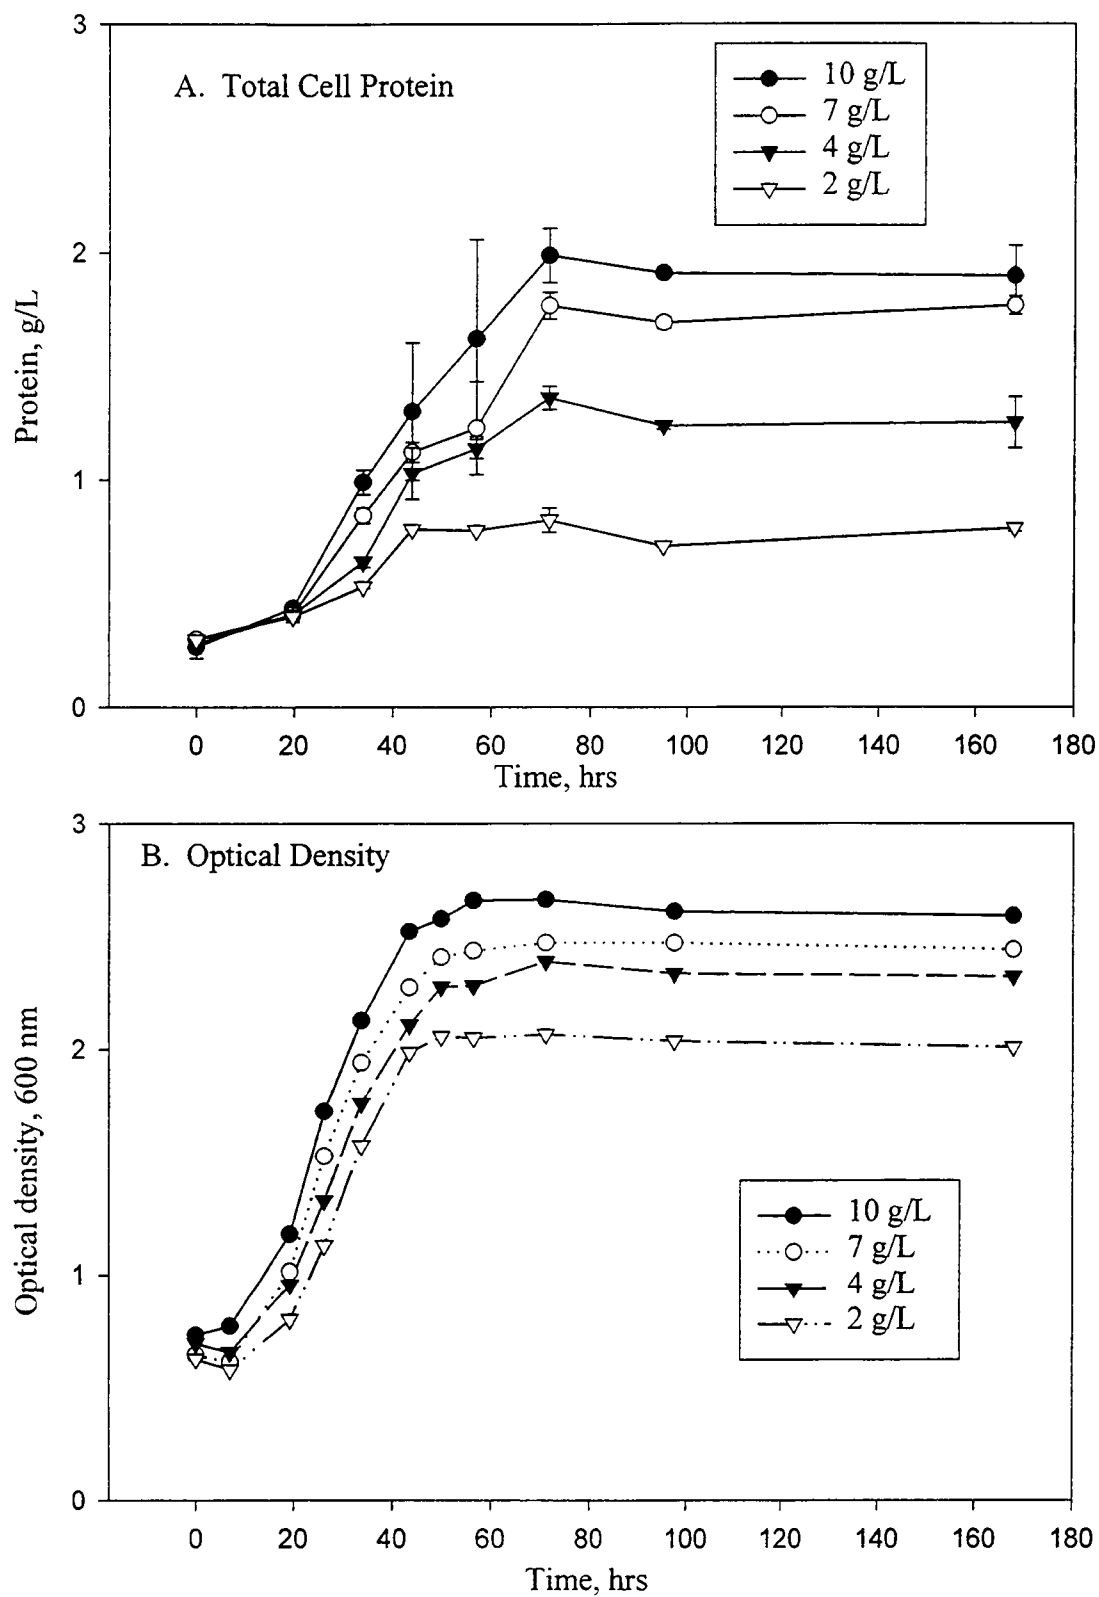 3
A. Total Cell Protein
10 g/L
7 g/L
4 g/L
2 g/L
2
Protein, g/L
1
0
0 20 40 60 80 100 120 140 160 180
Time, hrs
3
B. Optical Density
2
Optical density, 600 nm
10 g/L
7 g/L
4 g/L
2 g/L
1
0
0 20 40 60 80 100 120 140 160 180
Time, hrs